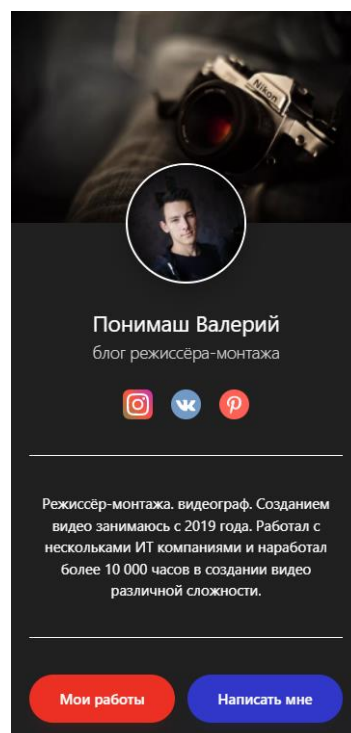 Nikon
Понимаш Валерий
блог режиссёра-монтажа
Режиссёр-монтажа. видеограф. Созданием
видео занимаюсь с 2019 года. Работал с
нескольками ИТ компаниями и наработал
более 10 000 часов в создании видео
различной сложности.
Мои работы
Написать мне